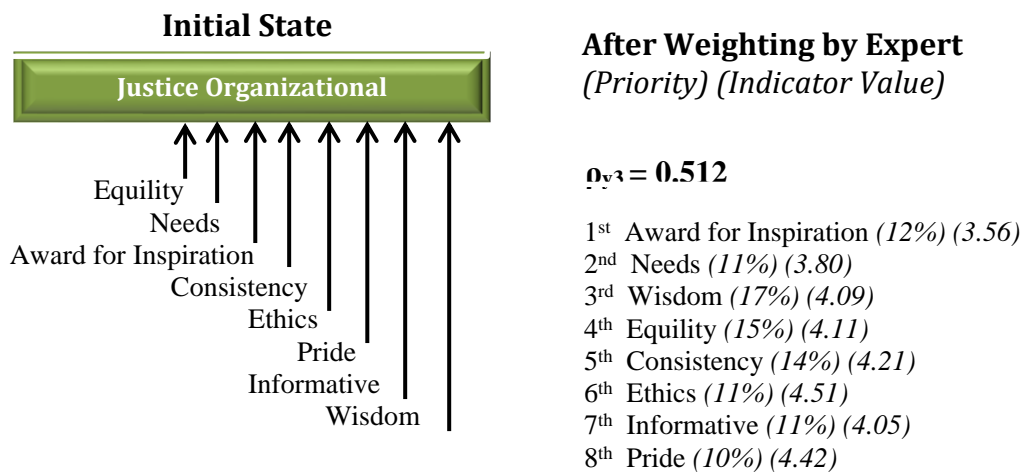 Initial State
Justice Organizational
Equility
Needs
Award for Inspiration
Consistency
Ethics
Pride
Informative
Wisdom
After Weighting by Expert
(Priority) (Indicator Value)
ρy3 = 0.512
1st Award for Inspiration (12%) (3.56)
2nd Needs (11%) (3.80)
3rd Wisdom (17%) (4.09)
4th Equility (15%) (4.11)
5th Consistency (14%) (4.21)
6th Ethics (11%) (4.51)
7th Informative (11%) (4.05)
8th Pride (10%) (4.42)